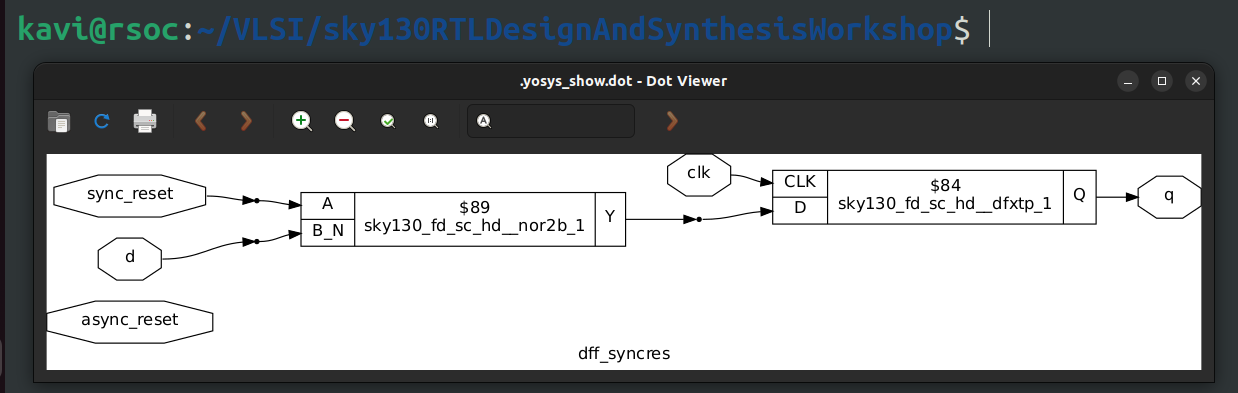 kavi@rsoc:~/VLSI/sky130RTLDesignAndSynthesisWorkshop$
.yosys_show.dot - Dot Viewer
sync_reset
d
async_reset
A
B_N
$89
sky130_fd_sc_hd__nor2b_1
Y
clk
CLK
D
$84
sky130_fd_sc_hd__dfxtp_1
Q
q
dff_syncres